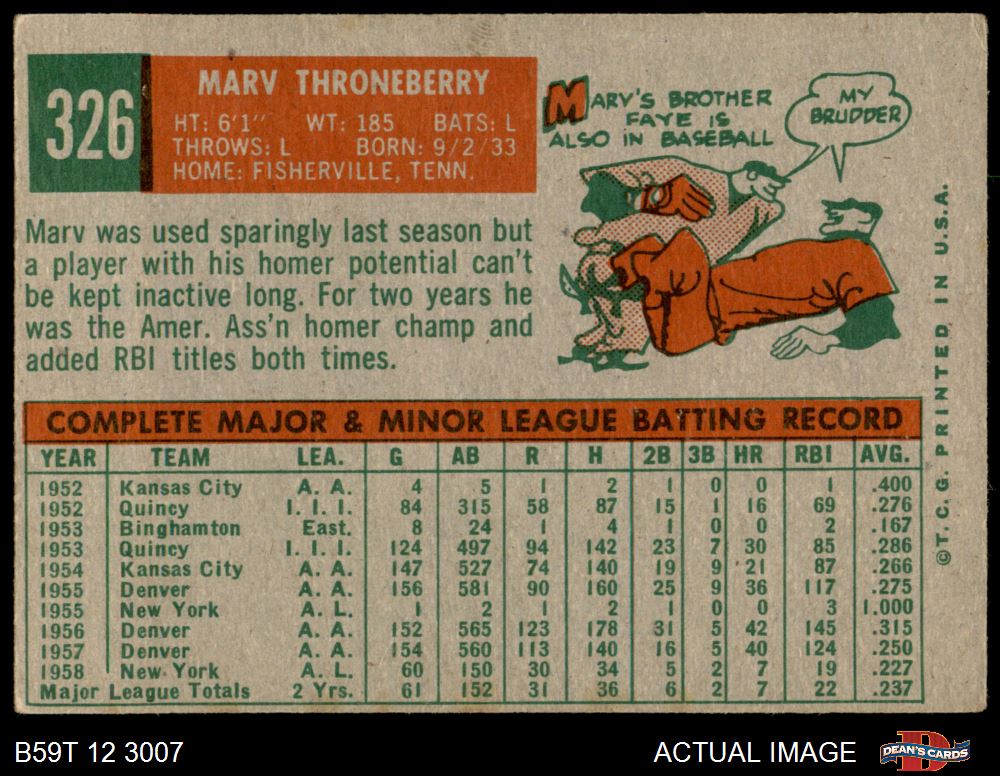 326
MARV THRONEBERRY
HT: 6'1" WT: 185 BATS: L
THROWS: L BORN: 9/2/33
HOME: FISHERVILLE, TENN.
MARV'S BROTHER
FAYE IS
ALSO IN BASEBALL
MY
BRUDDER
Marv was used sparingly last season but
a player with his homer potential can't
be kept inactive long. For two years he
was the Amer. Ass'n homer champ and
added RBI titles both times.
COMPLETE MAJOR & MINOR LEAGUE BATTING RECORD
YEAR TEAM LEA. G AB R H 2B 3B HR RBI AVG.
1952 Kansas City A. A. 4 5 1 2 1 0 0 1 .400
1952 Quincy I. I. I. 84 315 58 87 15 1 16 69 .276
1953 Binghamton East. 8 24 1 4 1 0 0 2 .167
1953 Quincy I. I. I. 124 497 94 142 23 7 30 85 .286
1954 Kansas City A. A. 147 527 74 140 19 9 21 87 .266
1955 Denver A. A. 156 581 90 160 25 9 36 117 .275
1955 New York A. L. 1 2 1 2 1 0 0 3 1.000
1956 Denver A. A. 152 565 123 178 31 5 42 145 .315
1957 Denver A. A. 154 560 113 140 16 5 40 124 .250
1958 New York A. L. 60 150 30 34 5 2 7 19 .227
Major League Totals 2 Yrs. 61 152 31 36 6 2 7 22 .237
© T. C. G. PRINTED IN U.S.A.
B59T 12 3007
ACTUAL IMAGE
DEAN'S CARDS